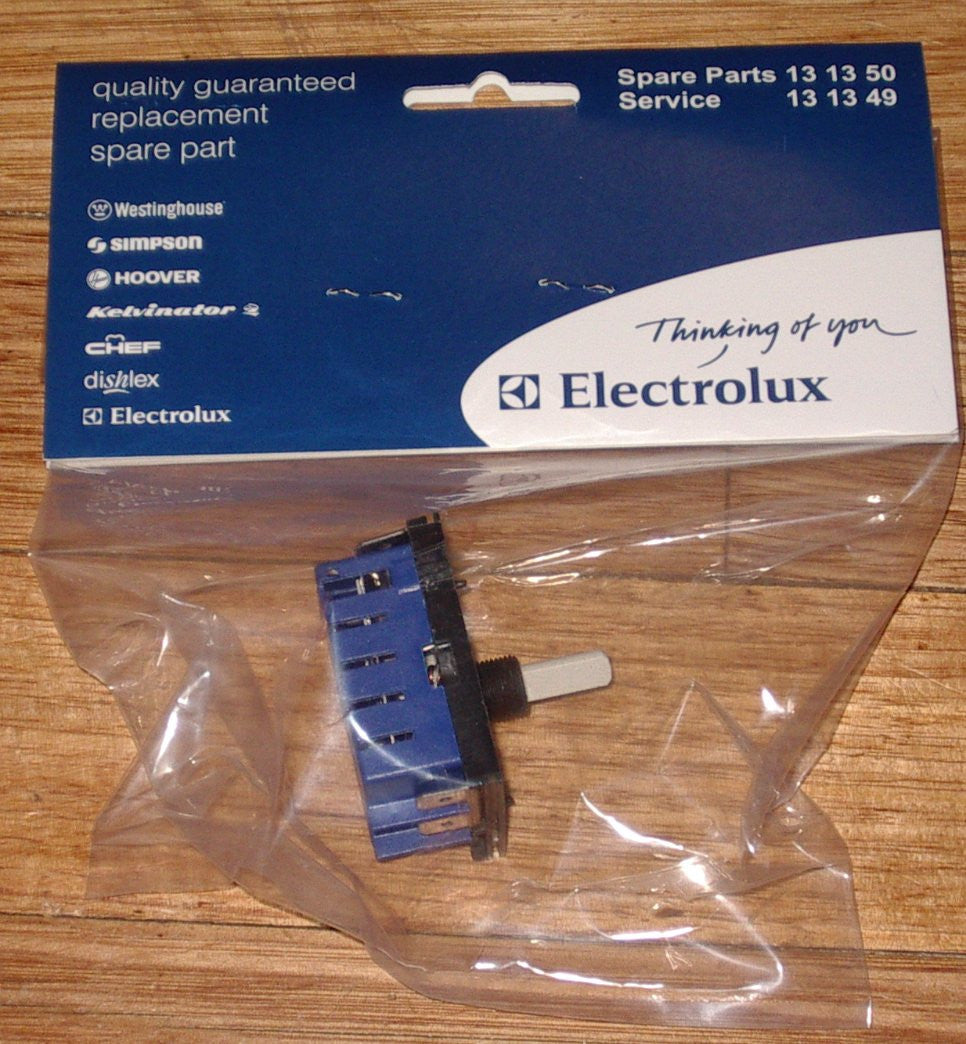 quality guaranteed
replacement
spare part
Spare Parts 13 13 50
Service 13 13 49
Westinghouse
SIMPSON
HOOVER
Kelvinator
CHEF
dishlex
Electrolux
Thinking of you
Electrolux